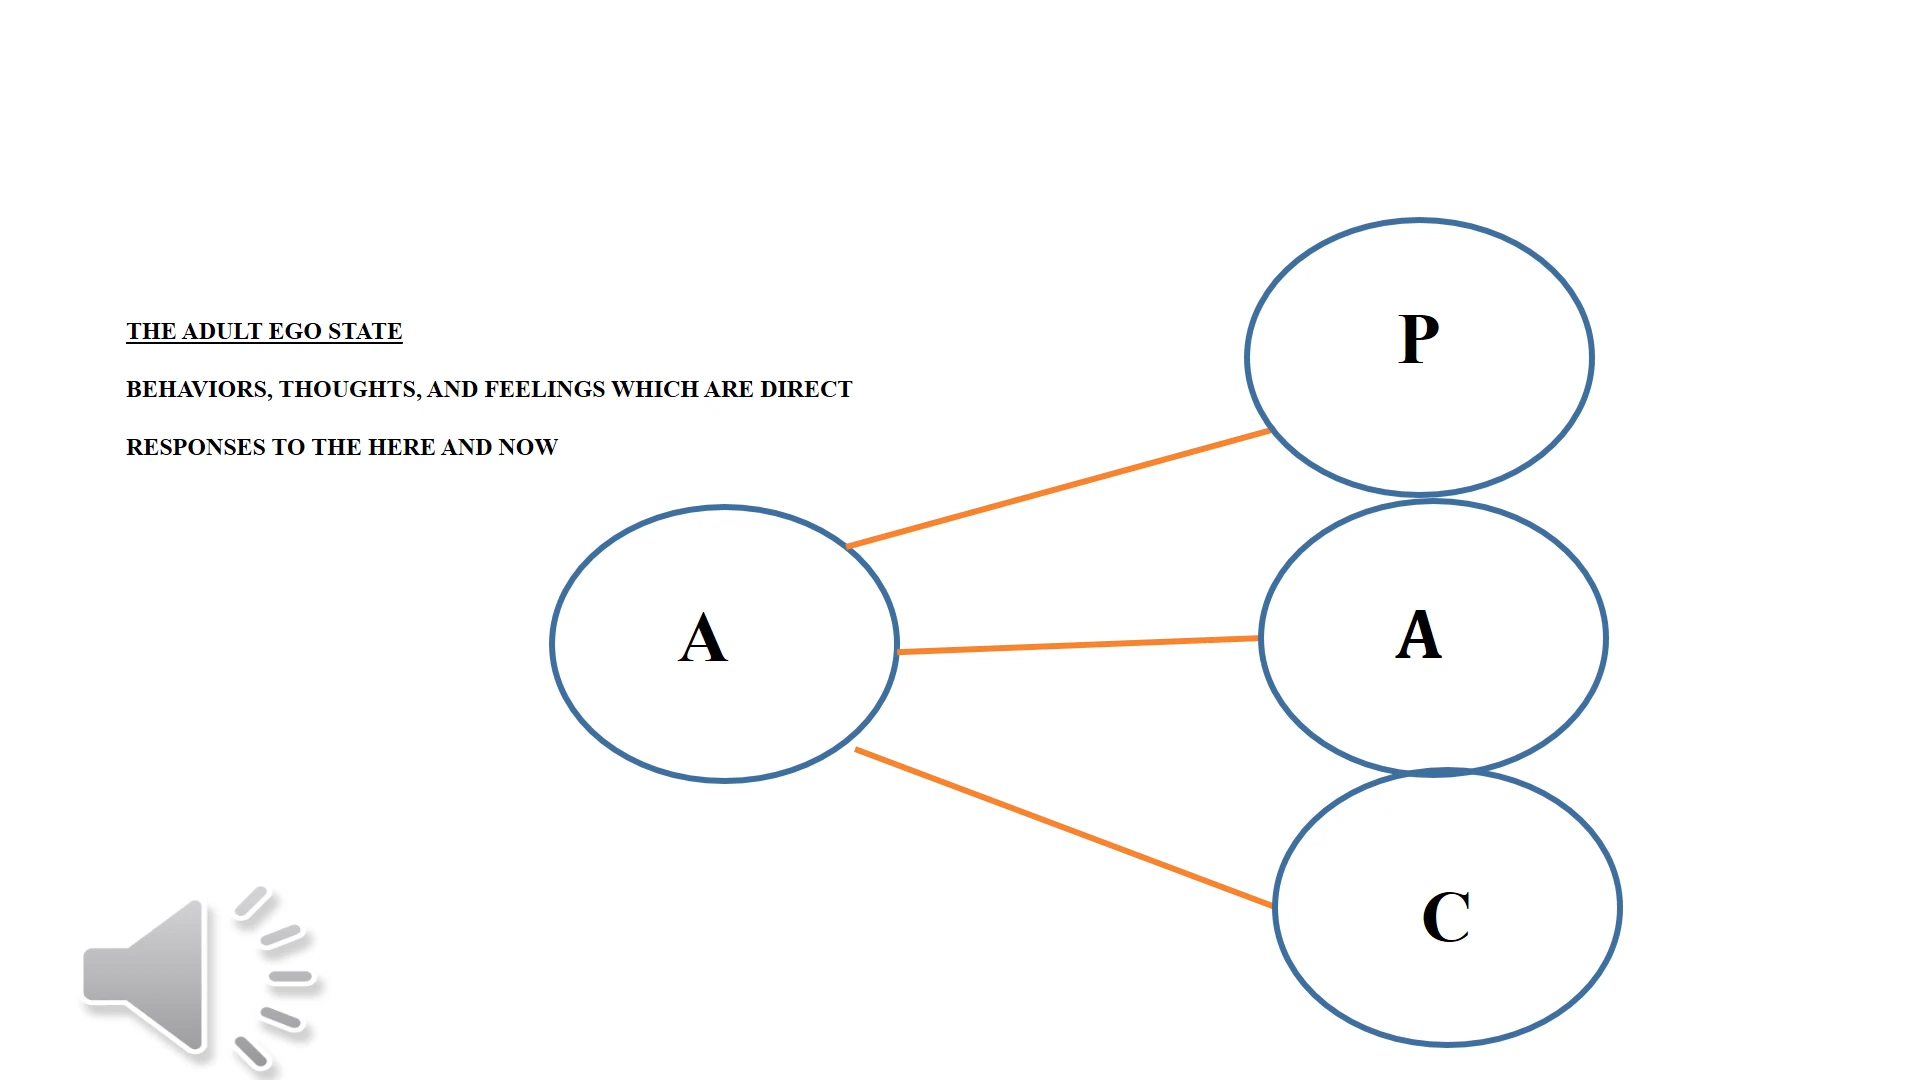 THE ADULT EGO STATE
BEHAVIORS, THOUGHTS, AND FEELINGS WHICH ARE DIRECT
RESPONSES TO THE HERE AND NOW
P
A
A
C